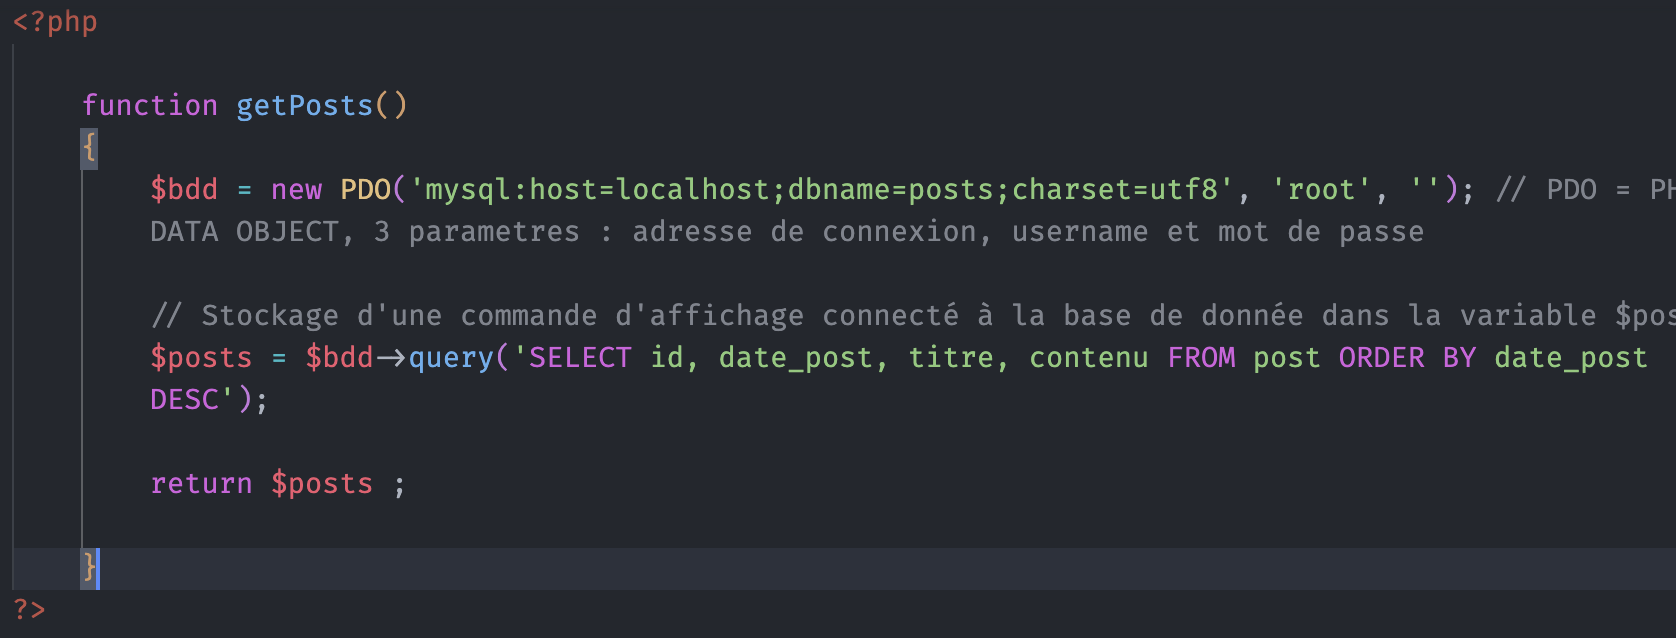 <?php
function getPosts()
{
$bdd = new PDO('mysql:host=localhost;dbname=posts;charset=utf8', 'root', ''); // PDO =
DATA OBJECT, 3 parametres : adresse de connexion, username et mot de passe
// Stockage d'une commande d'affichage connecté à la base de donnée dans la variable
$posts = $bdd->query('SELECT id, date_post, titre, contenu FROM post ORDER BY date_post
DESC');
return $posts ;
}
?>